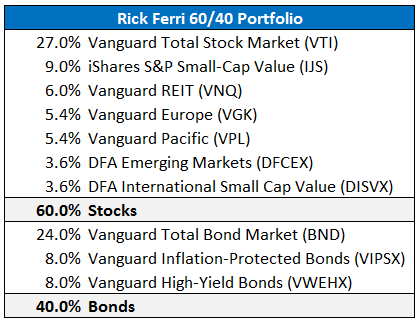 Rick Ferri 60/40 Portfolio
27.0% Vanguard Total Stock Market (VTI)
9.0% iShares S&P Small-Cap Value (IJS)
6.0% Vanguard REIT (VNQ)
5.4% Vanguard Europe (VGK)
5.4% Vanguard Pacific (VPL)
3.6% DFA Emerging Markets (DFCEX)
3.6% DFA International Small Cap Value (DISVX)
60.0% Stocks
24.0% Vanguard Total Bond Market (BND)
8.0% Vanguard Inflation-Protected Bonds (VIPSX)
8.0% Vanguard High-Yield Bonds (VWEHX)
40.0% Bonds